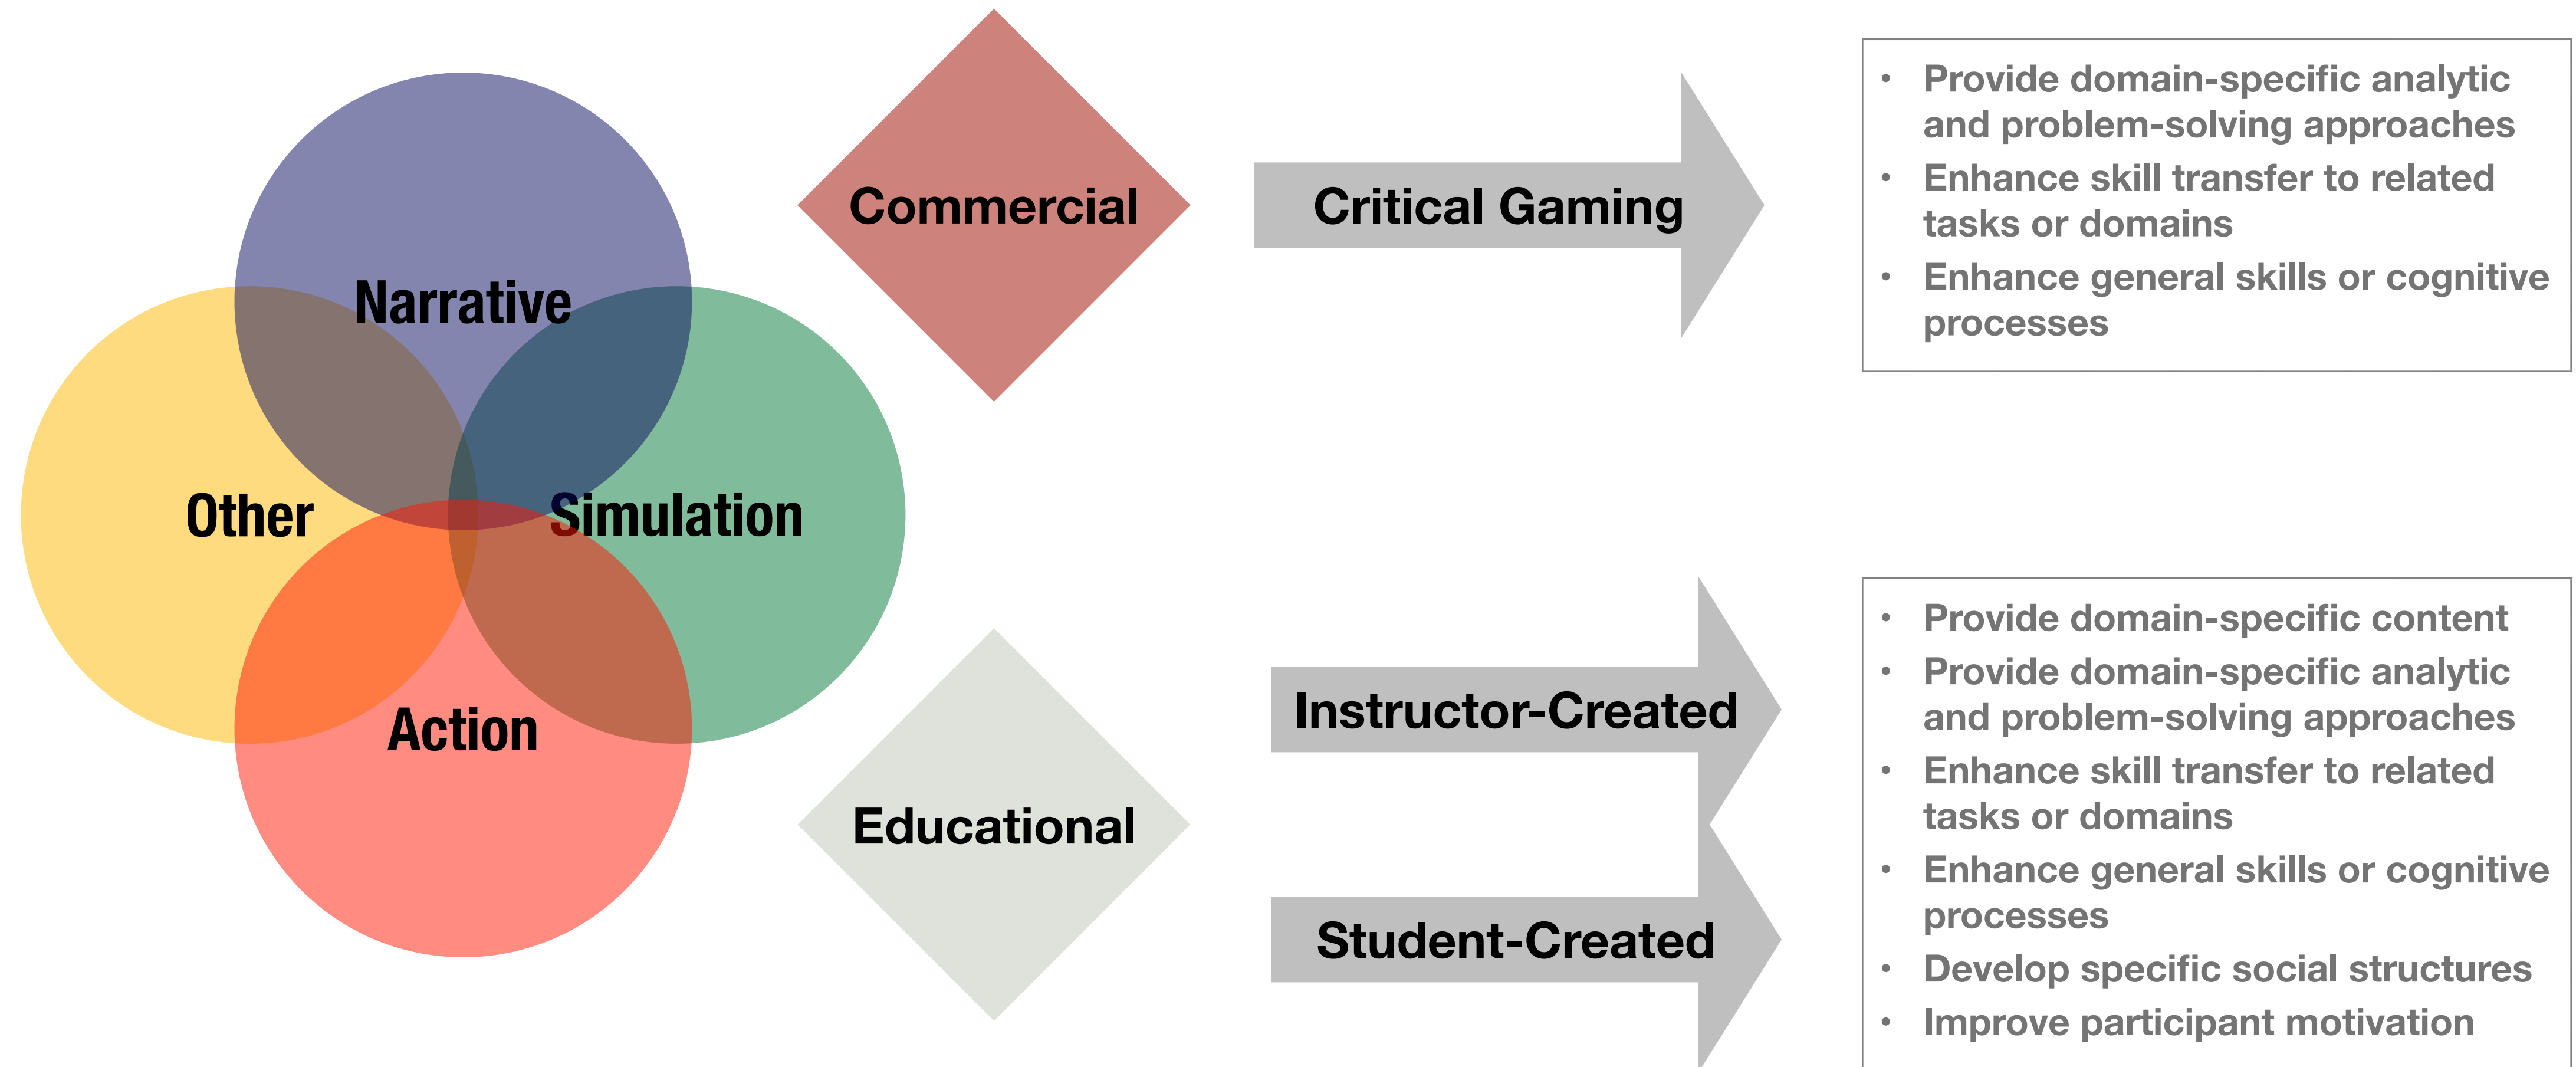 Narrative
Other
Simulation
Action
Commercial
Critical Gaming
• Provide domain-specific analytic
and problem-solving approaches
• Enhance skill transfer to related
tasks or domains
• Enhance general skills or cognitive
processes
Educational
Instructor-Created
Student-Created
• Provide domain-specific content
• Provide domain-specific analytic
and problem-solving approaches
• Enhance skill transfer to related
tasks or domains
• Enhance general skills or cognitive
processes
• Develop specific social structures
• Improve participant motivation